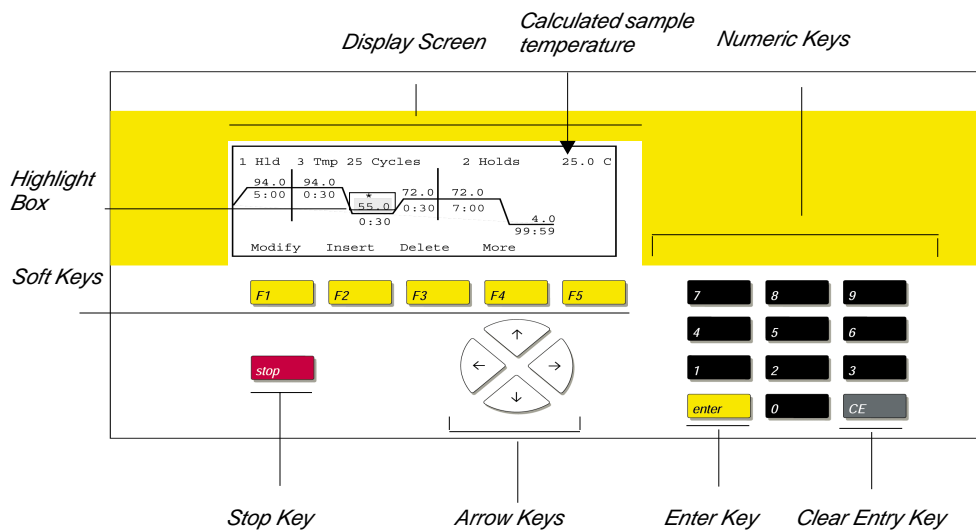 Display Screen
Calculated sample
temperature
Numeric Keys
1 Hld 3 Tmp 25 Cycles 2 Holds 25.0 C
94.0 94.0 72.0 72.0
5:00 0:30 * 55.0 0:30 7:00 4.0
0:30 99:59
Modify Insert Delete More
Highlight
Box
Soft Keys
F1 F2 F3 F4 F5
7 8 9
↑
4 5 6
← →
stop
1 2 3
↓
enter 0 CE
Stop Key
Arrow Keys
Enter Key
Clear Entry Key